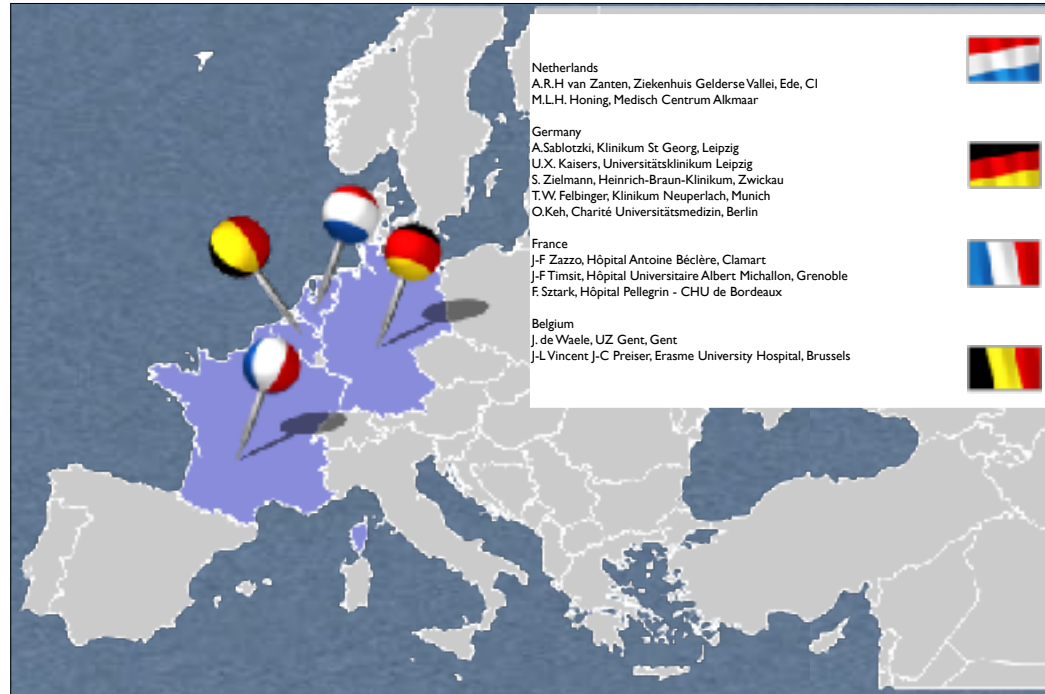 Netherlands
A.R.H van Zanten, Ziekenhuis Gelderse Vallei, Ede, CI
M.L.H. Honing, Medisch Centrum Alkmaar
Germany
A.Sablotzki, Klinikum St Georg, Leipzig
U.X. Kaisers, Universitätsklinikum Leipzig
S. Zielmann, Heinrich-Braun-Klinikum, Zwickau
T.W. Felbinger, Klinikum Neuperlach, Munich
O.Keh, Charité Universitätsmedizin, Berlin
France
J-F Zazzo, Hôpital Antoine Béclère, Clamart
J-F Timsit, Hôpital Universitaire Albert Michallon, Grenoble
F. Sztark, Hôpital Pellegrin - CHU de Bordeaux
Belgium
J. de Waele, UZ Gent, Gent
J-L Vincent J-C Preiser, Erasme University Hospital, Brussels